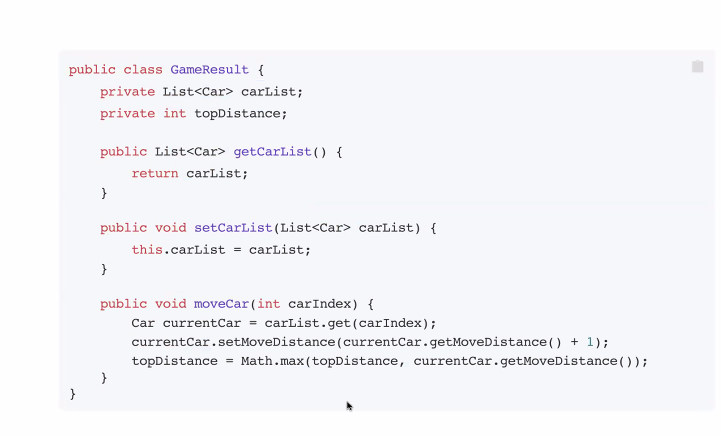 public class GameResult {
    private List<Car> carList;
    private int topDistance;
    public List<Car> getCarList() {
        return carList;
    }
    public void setCarList(List<Car> carList) {
        this.carList = carList;
    }
    public void moveCar(int carIndex) {
        Car currentCar = carList.get(carIndex);
        currentCar.setMoveDistance(currentCar.getMoveDistance() + 1);
        topDistance = Math.max(topDistance, currentCar.getMoveDistance());
    }
}